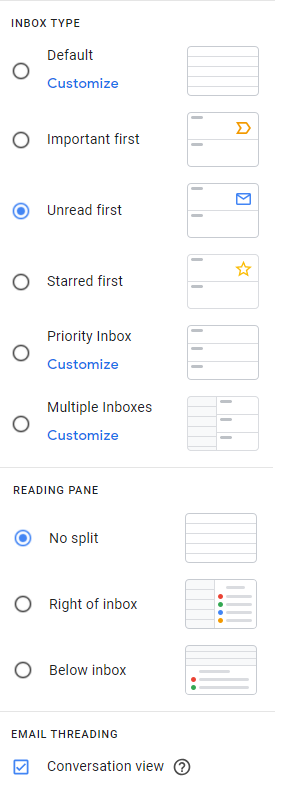 INBOX TYPE
Default
Customize
Important first
Unread first
Starred first
Priority Inbox
Customize
Multiple Inboxes
Customize
READING PANE
No split
Right of inbox
Below inbox
EMAIL THREADING
Conversation view ?